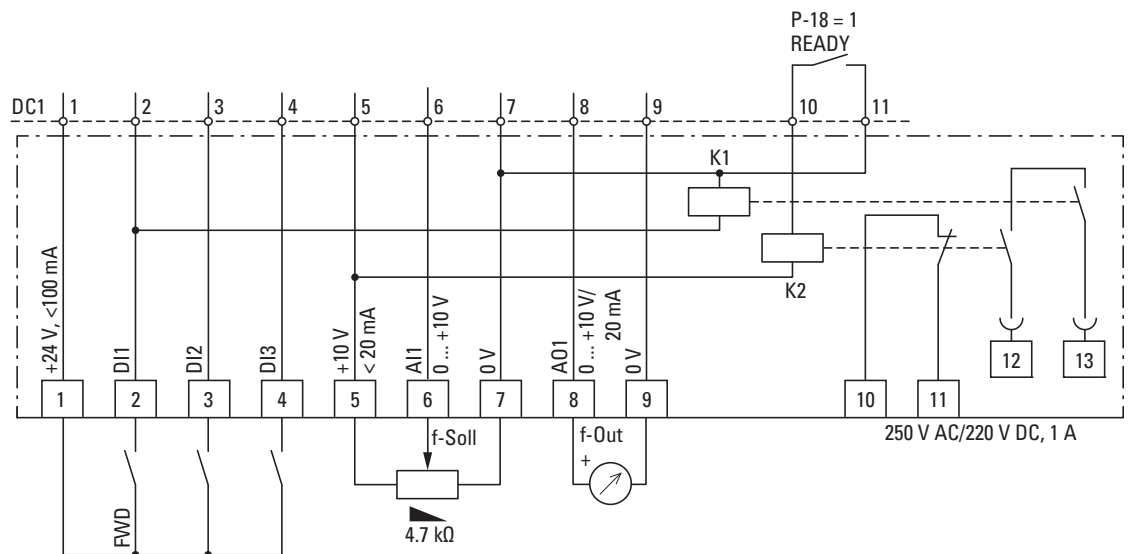 P-18 = 1
READY
DC1 1 2 3 4 5 6 7 8 9 10 11
K1
K2
+24 V, <100 mA
DI1
DI2
DI3
+10 V
< 20 mA
AI1
0 ... +10 V
0 V
AO1
0 ... +10 V/
20 mA
0 V
12 13
1 2 3 4 5 6 7 8 9 10 11
250 V AC/220 V DC, 1 A
f-Soll
f-Out
+
FWD
4.7 kΩ